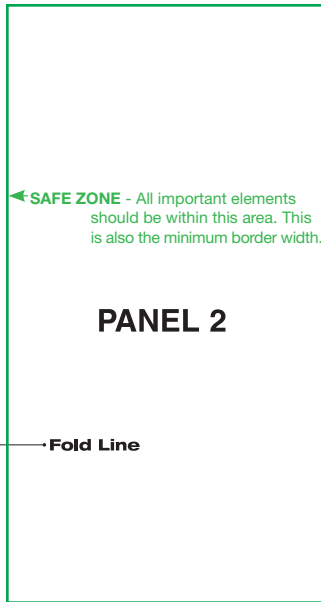 SAFE ZONE - All important elements
should be within this area. This
is also the minimum border width.
PANEL 2
Fold Line